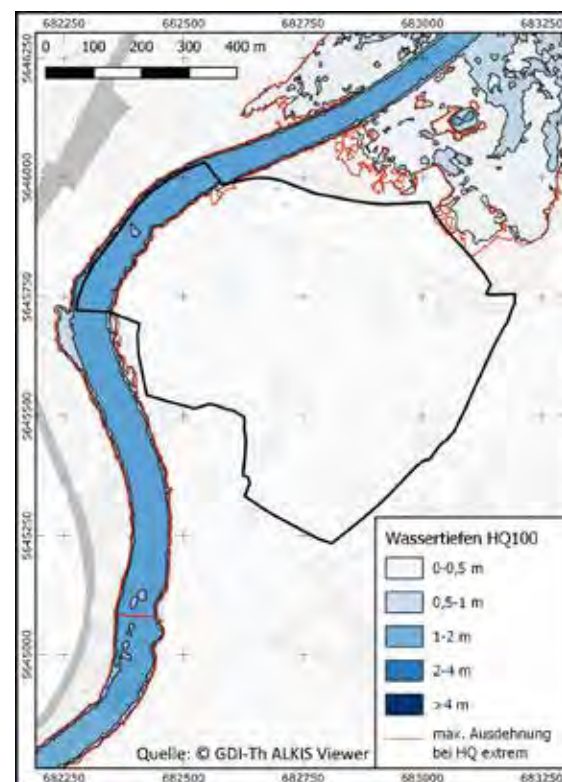 682250 682500 682750 683000 683250
0 100 200 300 400 m
5646250
5646000
5645750
5645500
5645250
5645000
Wassertiefen HQ100
0-0,5 m
0,5-1 m
1-2 m
2-4 m
>4 m
max. Ausdehnung
bei HQ extrem
Quelle: © GDI-Th ALKIS Viewer
682250 682500 682750 683000 683250